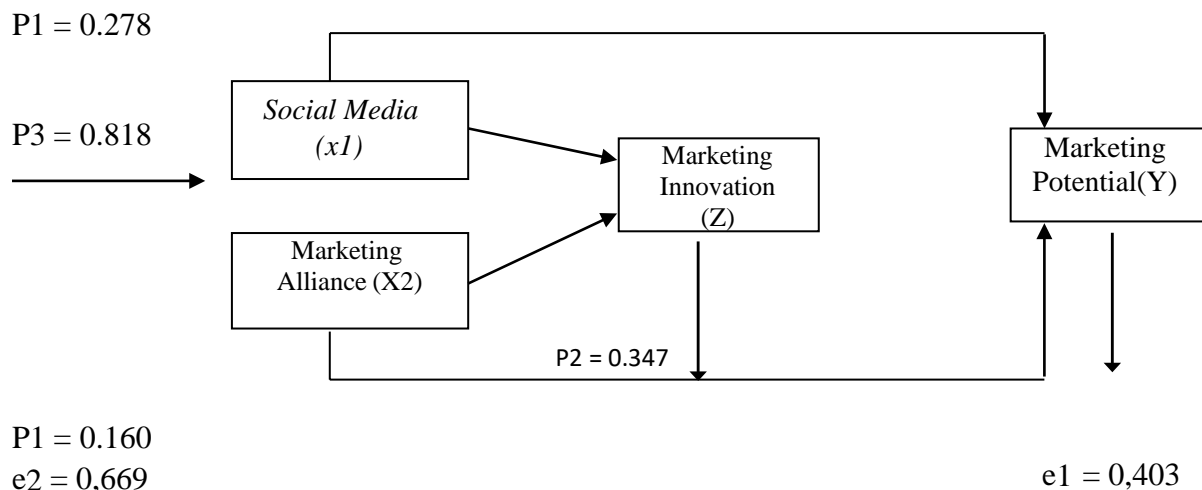 P1 = 0.278
Social Media
(x1)
P3 = 0.818
Marketing
Innovation
(Z)
Marketing
Potential(Y)
Marketing
Alliance (X2)
P2 = 0.347
P1 = 0.160
e2 = 0,669
e1 = 0,403